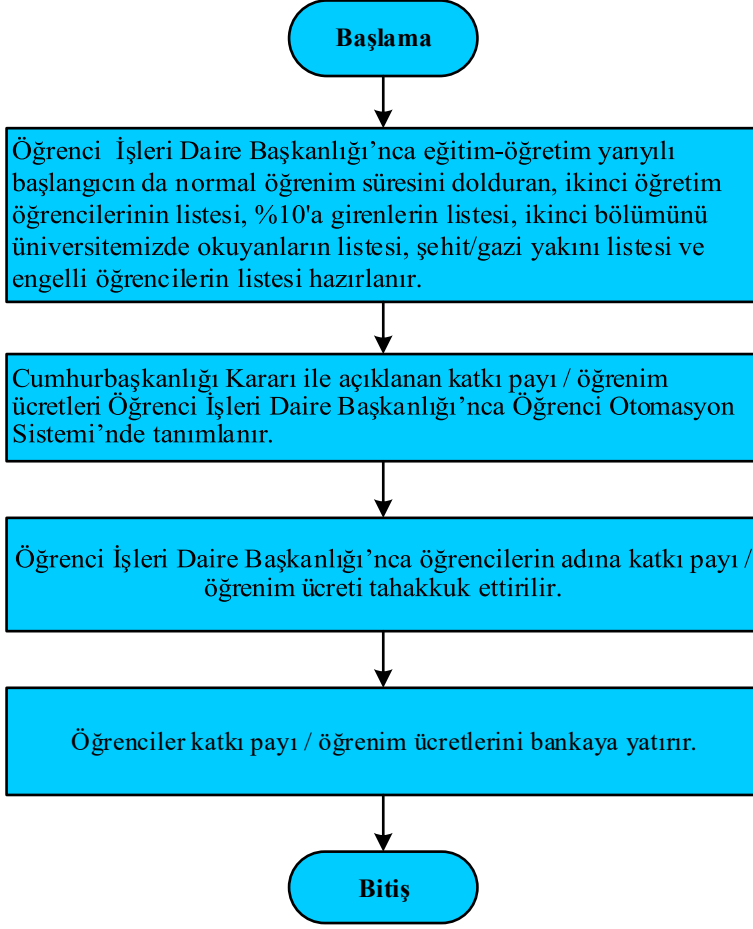 Başlama
Öğrenci İşleri Daire Başkanlığı’nca eğitim-öğretim yarıyılı
başlangıcın da normal öğrenim süresini dolduran, ikinci öğretim
öğrencilerinin listesi, %10'a girenlerin listesi, ikinci bölümünü
üniversitemizde okuyanların listesi, şehit/gazi yakını listesi ve
engelli öğrencilerin listesi hazırlanır.
Cumhurbaşkanlığı Kararı ile açıklanan katkı payı / öğrenim
ücretleri Öğrenci İşleri Daire Başkanlığı’nca Öğrenci Otomasyon
Sistemi’nde tanımlanır.
Öğrenci İşleri Daire Başkanlığı’nca öğrencilerin adına katkı payı /
öğrenim ücreti tahakkuk ettirilir.
Öğrenciler katkı payı / öğrenim ücretlerini bankaya yatırır.
Bitiş